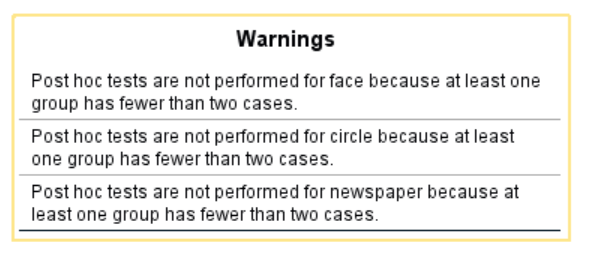 Warnings
Post hoc tests are not performed for face because at least one
group has fewer than two cases.
Post hoc tests are not performed for circle because at least
one group has fewer than two cases.
Post hoc tests are not performed for newspaper because at
least one group has fewer than two cases.